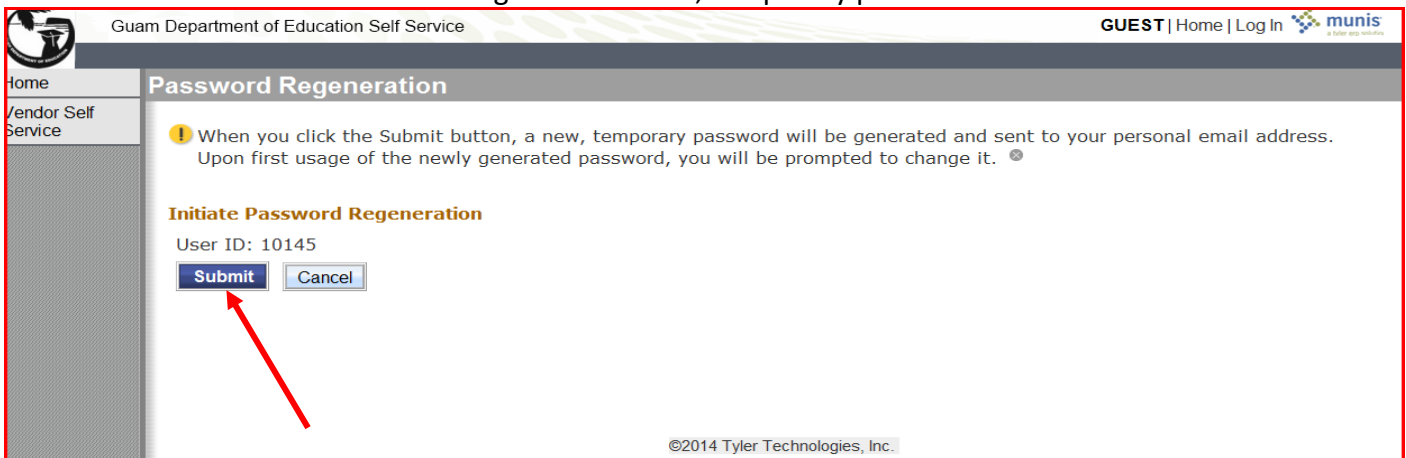 Guam Department of Education Self Service
GUEST | Home | Log In munis
Home
Vendor Self
Service
Password Regeneration
When you click the Submit button, a new, temporary password will be generated and sent to your personal email address.
Upon first usage of the newly generated password, you will be prompted to change it.
Initiate Password Regeneration
User ID: 10145
Submit Cancel
©2014 Tyler Technologies, Inc.